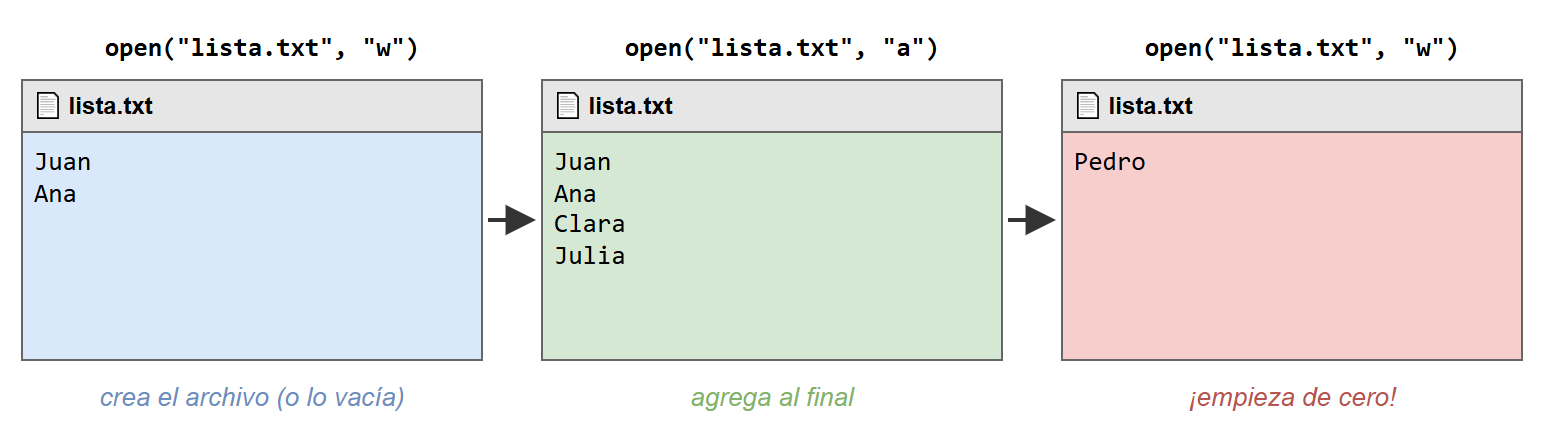 open("lista.txt", "w")
lista.txt
Juan
Ana
crea el archivo (o lo vacía)
open("lista.txt", "a")
lista.txt
Juan
Ana
Clara
Julia
agrega al final
open("lista.txt", "w")
lista.txt
Pedro
¡empieza de cero!